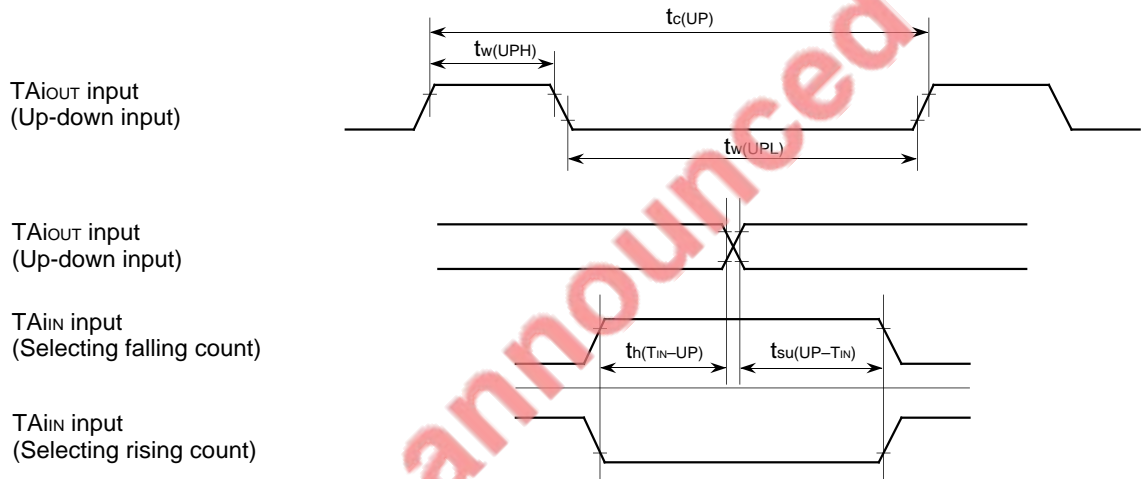 tc(UP)
tw(UPH)
TAiOUT input
(Up-down input)
tw(UPL)
TAiOUT input
(Up-down input)
TAiIN input
(Selecting falling count)
th(TIN–UP)
tsu(UP–TIN)
TAiIN input
(Selecting rising count)
announced